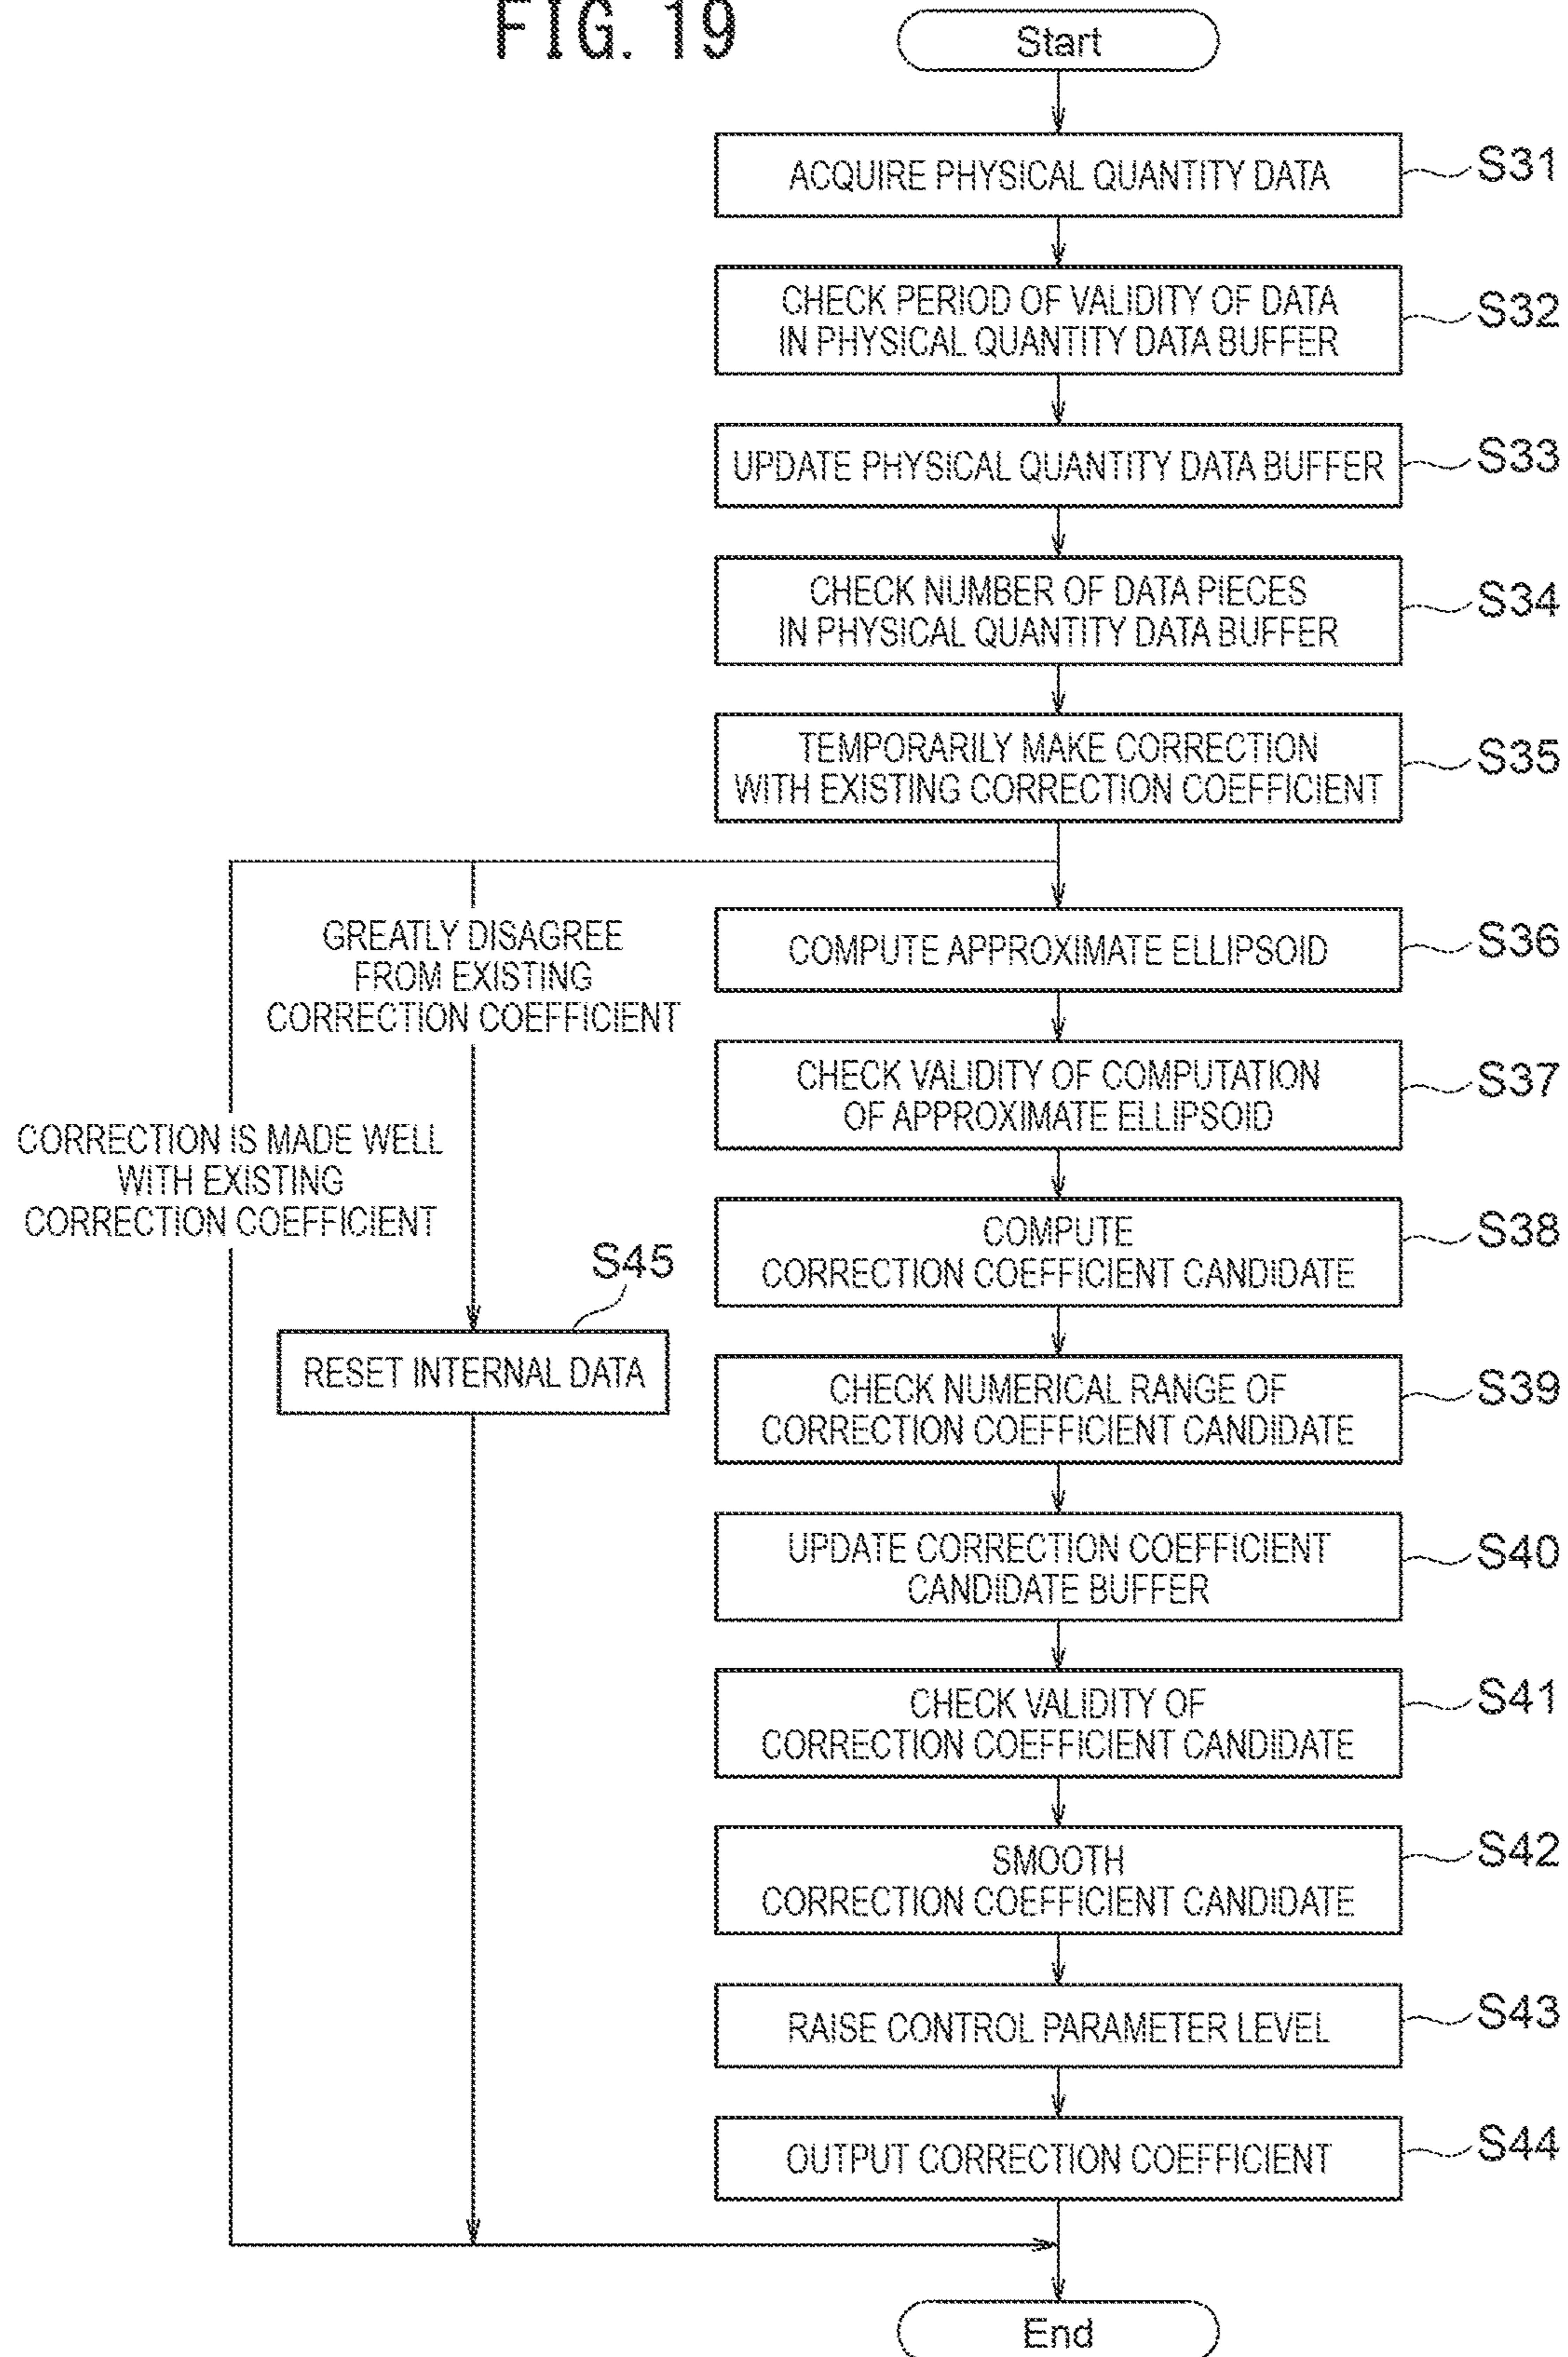 FIG. 19
Start
ACQUIRE PHYSICAL QUANTITY DATA
S31
CHECK PERIOD OF VALIDITY OF DATA
IN PHYSICAL QUANTITY DATA BUFFER
S32
UPDATE PHYSICAL QUANTITY DATA BUFFER
S33
CHECK NUMBER OF DATA PIECES
IN PHYSICAL QUANTITY DATA BUFFER
S34
TEMPORARILY MAKE CORRECTION
WITH EXISTING CORRECTION COEFFICIENT
S35
GREATLY DISAGREE
FROM EXISTING
CORRECTION COEFFICIENT
COMPUTE APPROXIMATE ELLIPSOID
S36
CHECK VALIDITY OF COMPUTATION
OF APPROXIMATE ELLIPSOID
S37
CORRECTION IS MADE WELL
WITH EXISTING
CORRECTION COEFFICIENT
COMPUTE
CORRECTION COEFFICIENT CANDIDATE
S38
S45
RESET INTERNAL DATA
CHECK NUMERICAL RANGE OF
CORRECTION COEFFICIENT CANDIDATE
S39
UPDATE CORRECTION COEFFICIENT
CANDIDATE BUFFER
S40
CHECK VALIDITY OF
CORRECTION COEFFICIENT CANDIDATE
S41
SMOOTH
CORRECTION COEFFICIENT CANDIDATE
S42
RAISE CONTROL PARAMETER LEVEL
S43
OUTPUT CORRECTION COEFFICIENT
S44
End